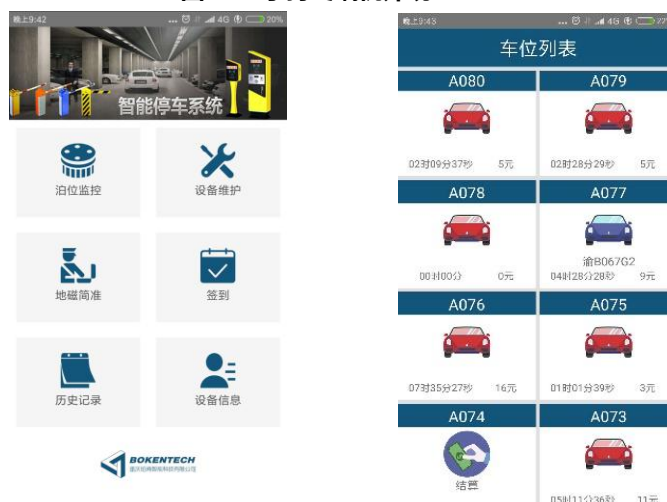 晚上9:42
... 4G 20%
智能停车系统
泊位监控
设备维护
地磁简准
签到
历史记录
设备信息
BOKENTECH
晚上9:43
... 4G
车位列表
A080
A079
02时09分37秒 5元
02时28分29秒 5元
A078
A077
渝B067G2
00时00分 0元
04时28分28秒 9元
A076
A075
07时35分27秒 16元
01时01分39秒 3元
A074
A073
结算
05时11分36秒 11元